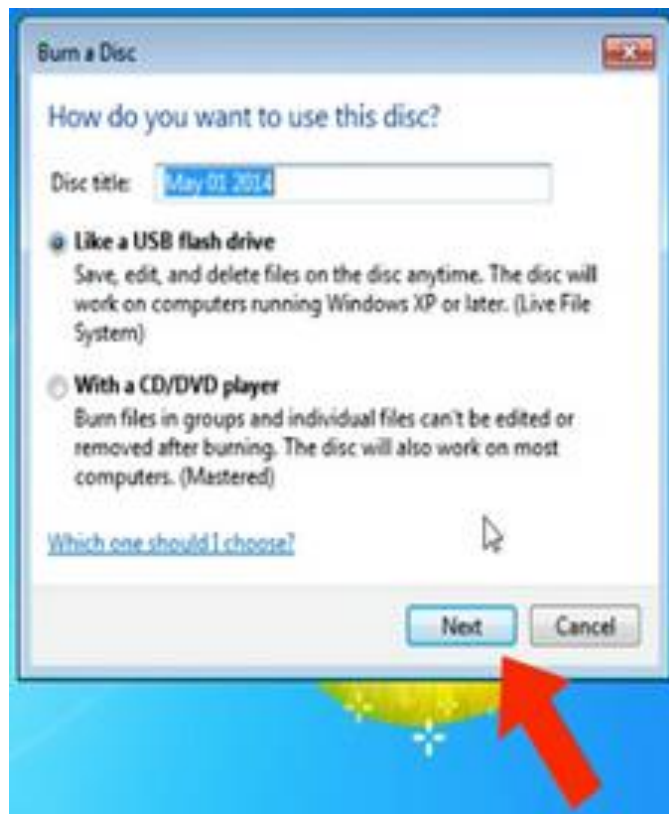 Burn a Disc
How do you want to use this disc?
Disc title: May 01 2014
Like a USB flash drive
Save, edit, and delete files on the disc anytime. The disc will
work on computers running Windows XP or later. (Live File
System)
With a CD/DVD player
Burn files in groups and individual files can't be edited or
removed after burning. The disc will also work on most
computers. (Mastered)
Which one should I choose?
Next Cancel